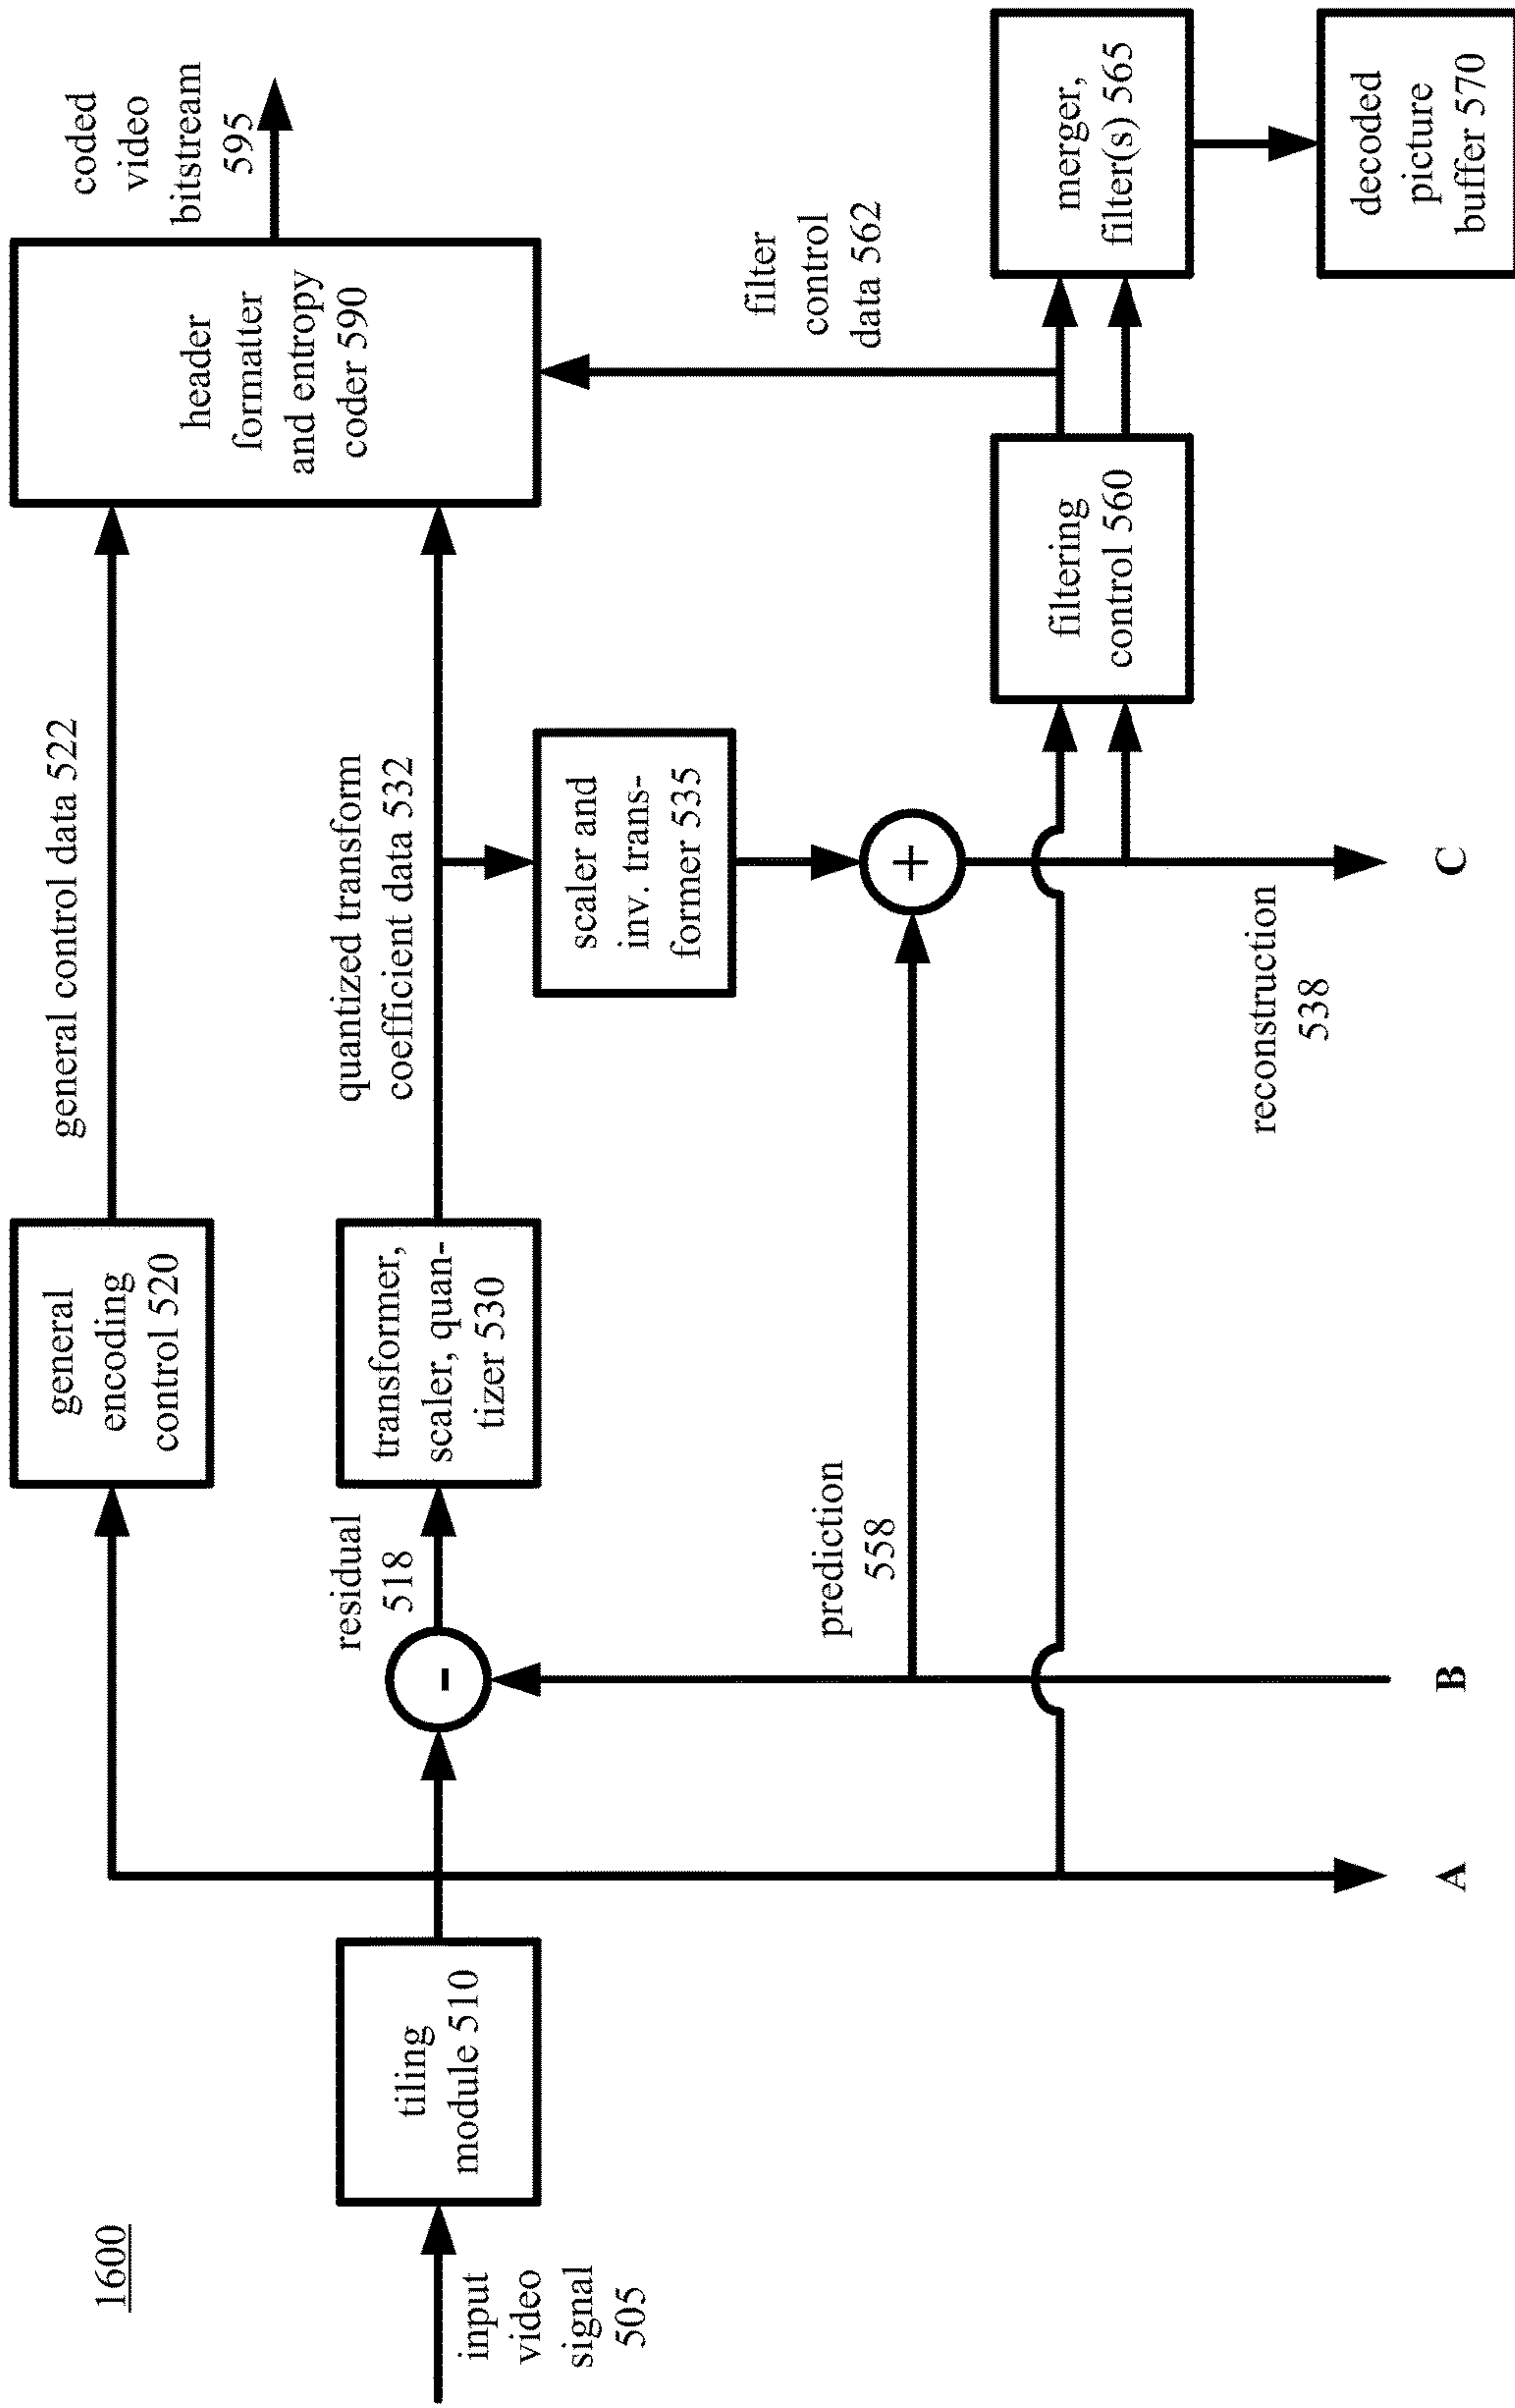 1600
general
encoding
control 520
general control data 522
header
formatter
and entropy
coder 590
coded
video
bitstream
595
input
video
signal
505
tiling
module 510
-
residual
518
transformer,
scaler, quan-
tizer 530
quantized transform
coefficient data 532
scaler and
inv. trans-
former 535
prediction
558
+
filter
control
data 562
filtering
control 560
merger,
filter(s) 565
reconstruction
538
decoded
picture
buffer 570
A
B
C